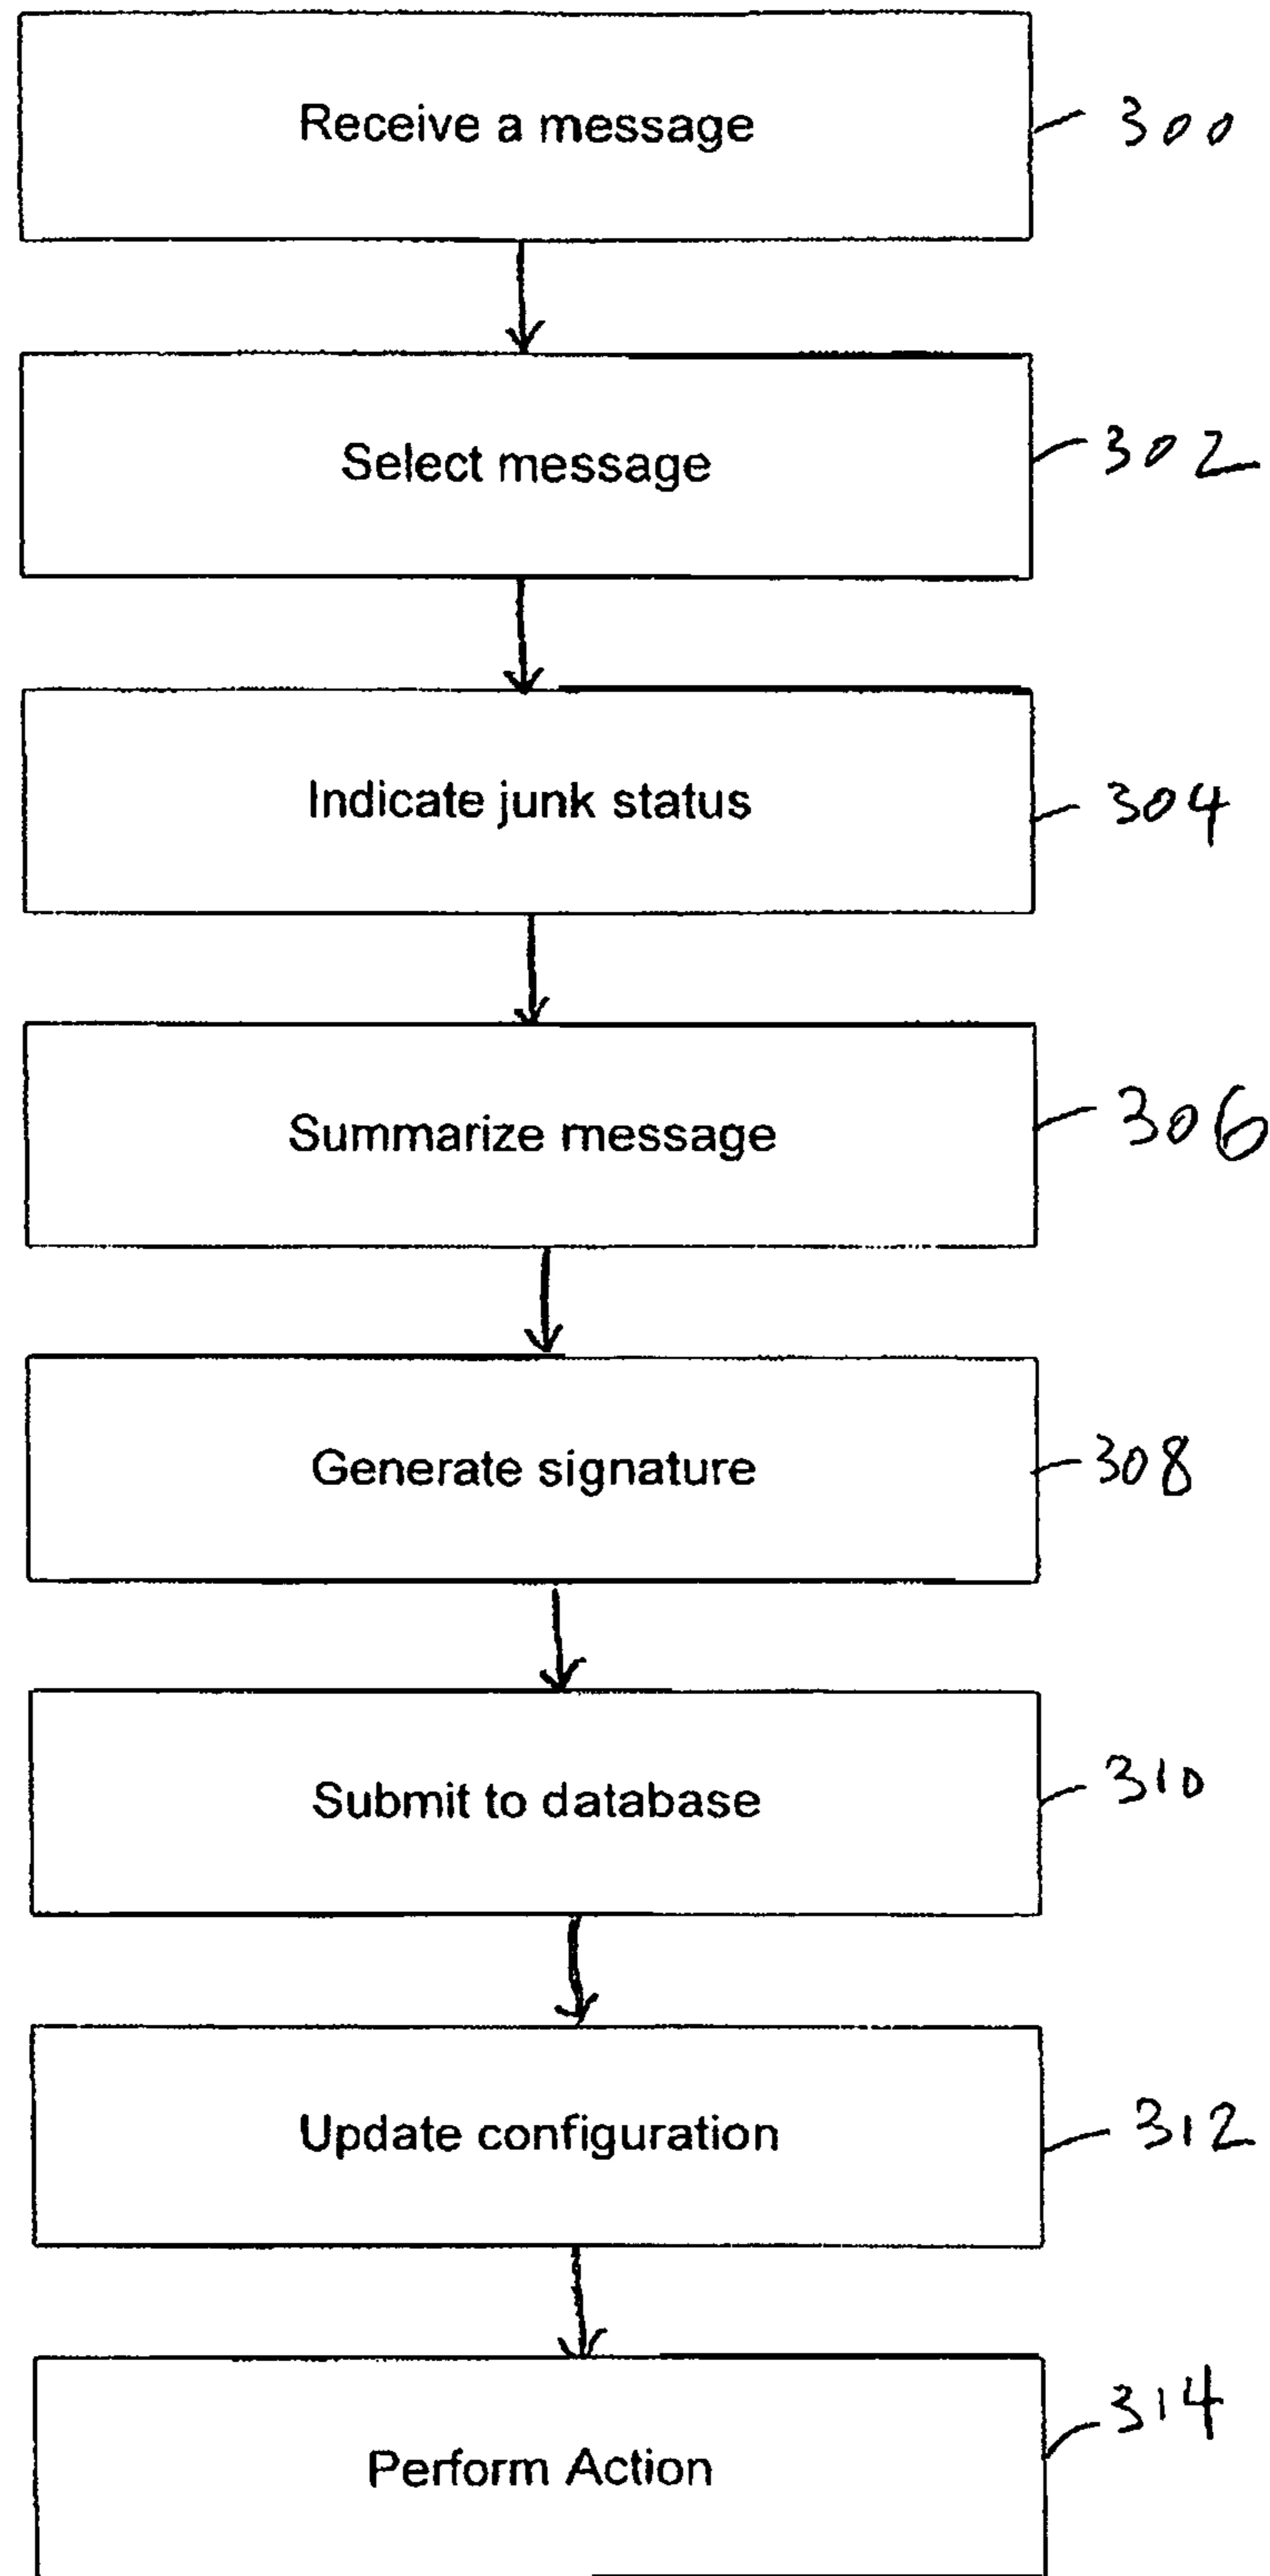 Receive a message 300
Select message 302
Indicate junk status 304
Summarize message 306
Generate signature 308
Submit to database 310
Update configuration 312
Perform Action 314